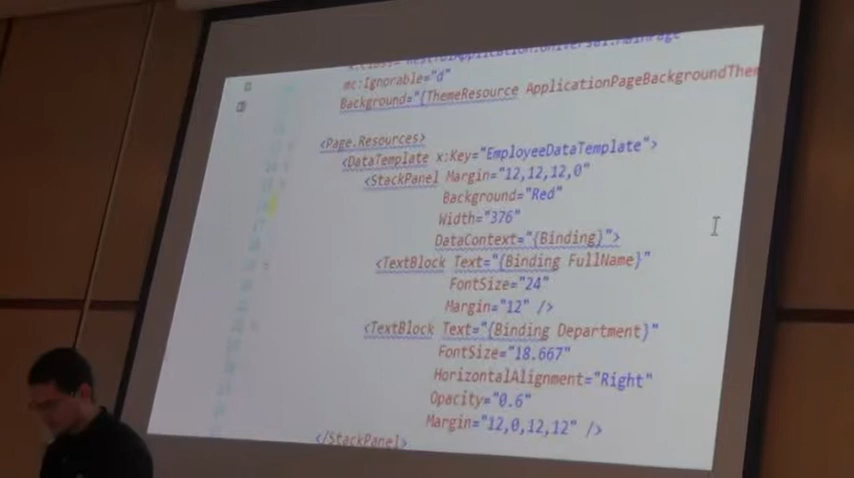 mc:Ignorable="d"
Background="{ThemeResource ApplicationPageBackgroundThem
<Page.Resources>
<DataTemplate x:Key="EmployeeDataTemplate">
<StackPanel Margin="12,12,12,0"
Background="Red"
Width="376"
DataContext="{Binding}">
<TextBlock Text="{Binding FullName}"
FontSize="24"
Margin="12" />
<TextBlock Text="{Binding Department}"
FontSize="18.667"
HorizontalAlignment="Right"
Opacity="0.6"
Margin="12,0,12,12" />
</StackPanel>